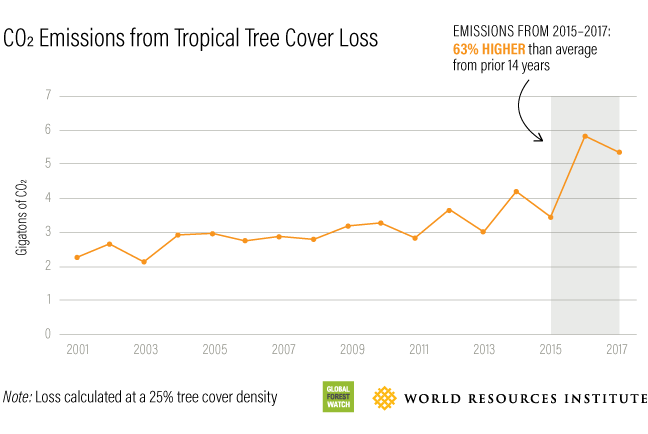 CO₂ Emissions from Tropical Tree Cover Loss
EMISSIONS FROM 2015–2017:
63% HIGHER than average
from prior 14 years
Gigatons of CO₂
7
6
5
4
3
2
1
0
2001 2003 2005 2007 2009 2011 2013 2015 2017
Note: Loss calculated at a 25% tree cover density
GLOBAL
FOREST
WATCH
WORLD RESOURCES INSTITUTE